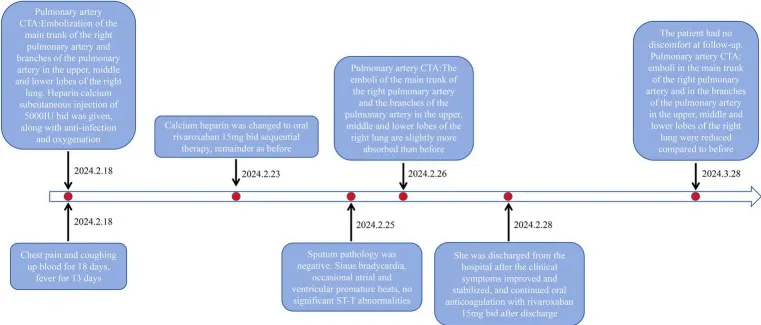 Pulmonary artery
CTA:Embolization of the
main trunk of the right
pulmonary artery and
branches of the pulmonary
artery in the upper, middle
and lower lobes of the right
lung. Heparin calcium
subcutaneous injection of
5000IU bid was given,
along with anti-infection
and oxygenation
2024.2.18
2024.2.18
Chest pain and coughing
up blood for 18 days,
fever for 13 days
Calcium heparin was changed to oral
rivaroxaban 15mg bid sequential
therapy, remainder as before
2024.2.23
2024.2.25
Sputum pathology was
negative. Sinus bradycardia,
occasional atrial and
ventricular premature beats, no
significant ST-T abnormalities
Pulmonary artery CTA:The
emboli of the main trunk of
the right pulmonary artery
and the branches of the
pulmonary artery in the upper,
middle and lower lobes of the
right lung are slightly more
absorbed than before
2024.2.26
2024.2.28
She was discharged from the
hospital after the clinical
symptoms improved and
stabilized, and continued oral
anticoagulation with rivaroxaban
15mg bid after discharge
The patient had no
discomfort at follow-up.
Pulmonary artery CTA:
emboli in the main trunk
of the right pulmonary
artery and in the branches
of the pulmonary artery
in the upper, middle and
lower lobes of the right
lung were reduced
compared to before
2024.3.28